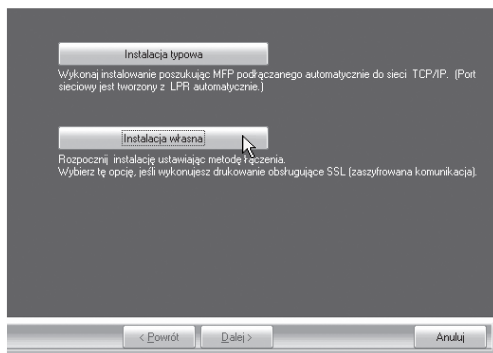 Instalacja typowa
Wykonaj instalowanie poszukując MFP podłączanego automatycznie do sieci TCP/IP. (Port
sieciowy jest tworzony z LPR automatycznie.)
Instalacja własna
Rozpocznij instalację ustawiając metodę łączenia.
Wybierz tę opcję, jeśli wykonujesz drukowanie obsługujące SSL (zaszyfrowana komunikacja).
< Powrót Dalej > Anuluj